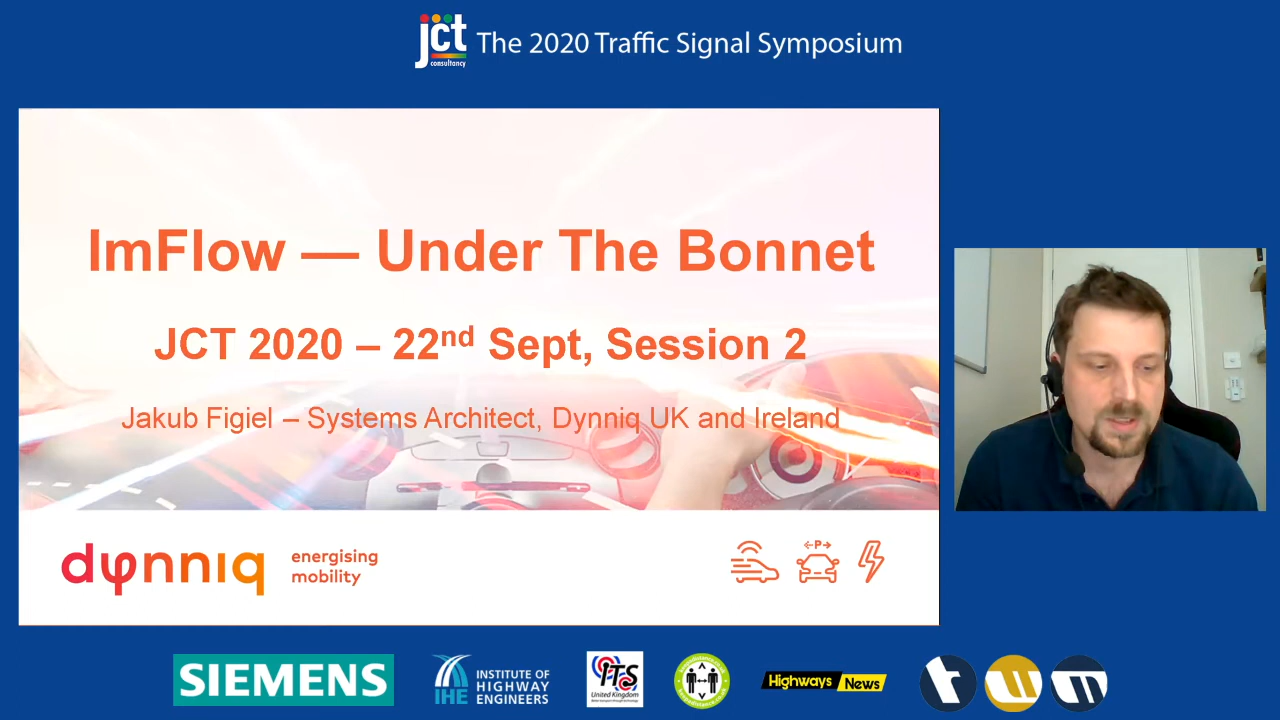 jct
consultancy
The 2020 Traffic Signal Symposium
ImFlow — Under The Bonnet
JCT 2020 – 22nd Sept, Session 2
Jakub Figiel – Systems Architect, Dynniq UK and Ireland
dynniq
energising
mobility
P
SIEMENS
IHE
INSTITUTE OF
HIGHWAY
ENGINEERS
ITS
United Kingdom
Highways
News